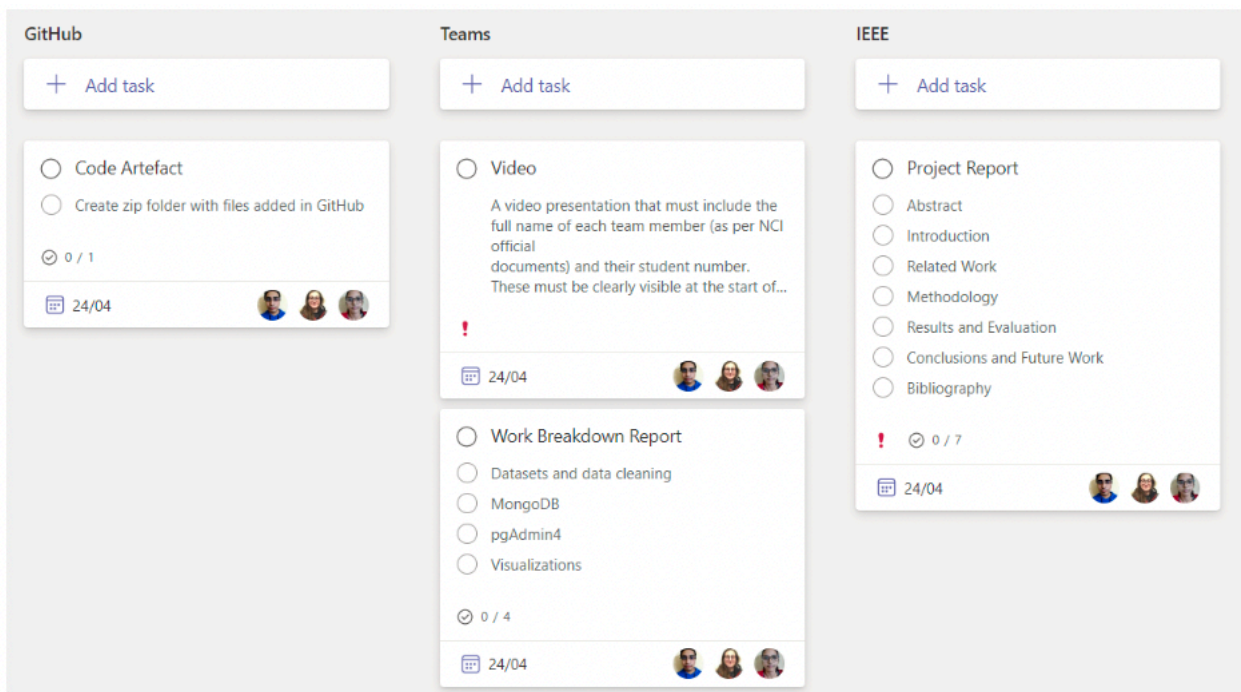 GitHub
Add task
Code Artefact
Create zip folder with files added in GitHub
0 / 1
24/04
Teams
Add task
Video
A video presentation that must include the
full name of each team member (as per NCI
official
documents) and their student number.
These must be clearly visible at the start of...
24/04
Work Breakdown Report
Datasets and data cleaning
MongoDB
pgAdmin4
Visualizations
0 / 4
24/04
IEEE
Add task
Project Report
Abstract
Introduction
Related Work
Methodology
Results and Evaluation
Conclusions and Future Work
Bibliography
0 / 7
24/04